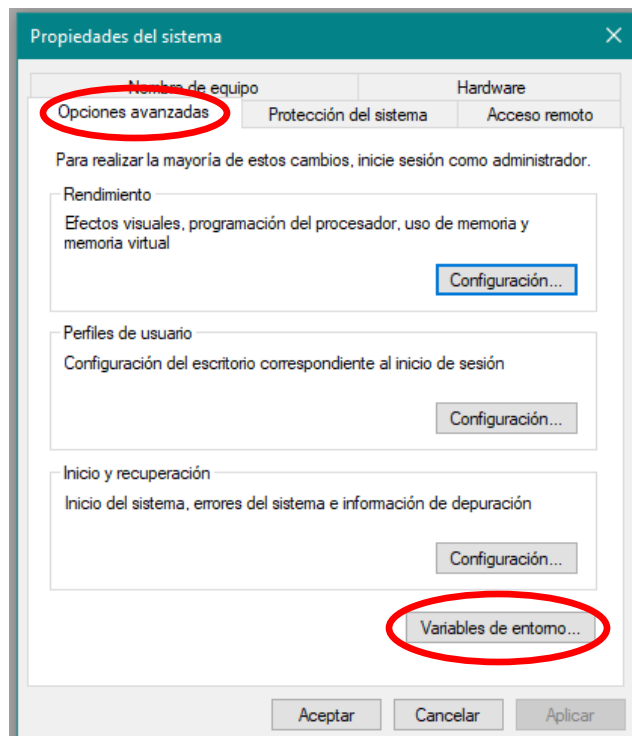 Propiedades del sistema
Nombre de equipo
Hardware
Opciones avanzadas
Protección del sistema
Acceso remoto
Para realizar la mayoría de estos cambios, inicie sesión como administrador.
Rendimiento
Efectos visuales, programación del procesador, uso de memoria y
memoria virtual
Configuración...
Perfiles de usuario
Configuración del escritorio correspondiente al inicio de sesión
Configuración...
Inicio y recuperación
Inicio del sistema, errores del sistema e información de depuración
Configuración...
Variables de entorno...
Aceptar
Cancelar
Aplicar